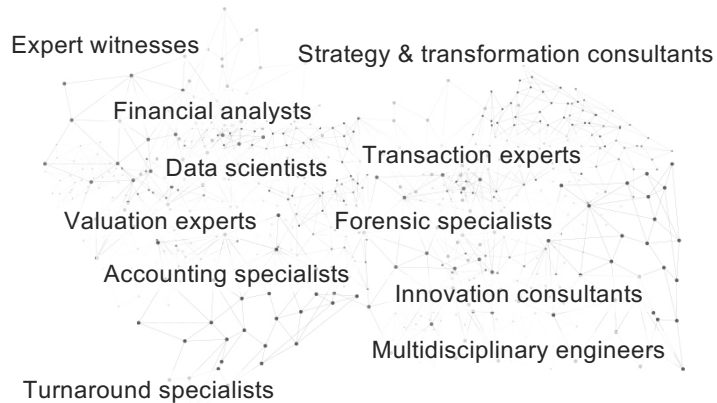 Expert witnesses
Strategy & transformation consultants
Financial analysts
Transaction experts
Data scientists
Valuation experts
Forensic specialists
Accounting specialists
Innovation consultants
Multidisciplinary engineers
Turnaround specialists